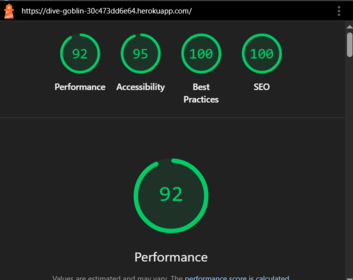 https://dive-goblin-30c473dd6e64.herokuapp.com/
92
95
100
100
Performance
Accessibility
Best
Practices
SEO
92
Performance
Values are estimated and may vary. The performance score is calculated